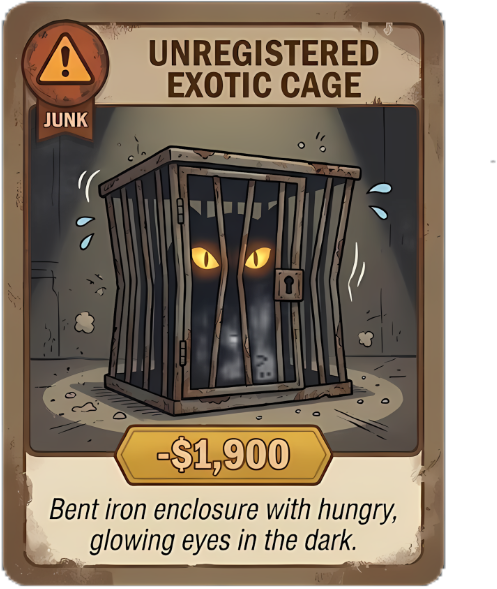 UNREGISTERED
EXOTIC CAGE
JUNK
-$1,900
Bent iron enclosure with hungry,
glowing eyes in the dark.